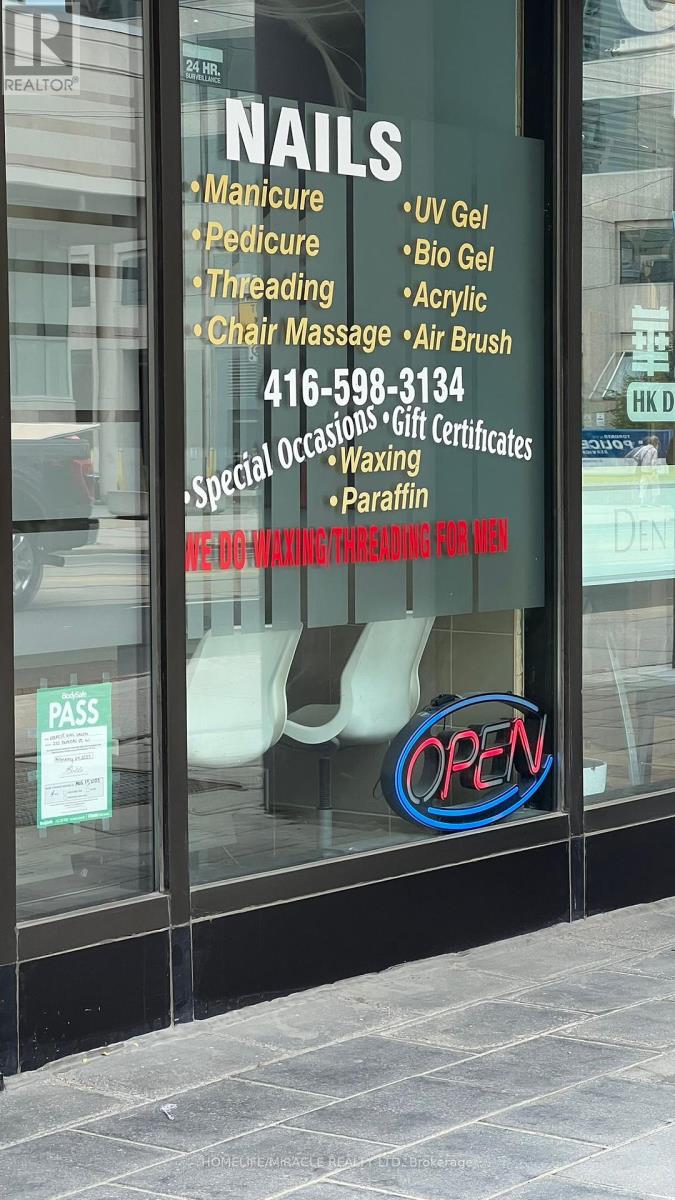 REALTOR®
24 HR.
SURVEILLANCE
NAILS
•Manicure
•Pedicure
•Threading
•Chair Massage
•UV Gel
•Bio Gel
•Acrylic
•Air Brush
416-598-3134
•Special Occasions •Gift Certificates
•Waxing
•Paraffin
WE DO WAXING/THREADING FOR MEN
HK D
POLICE
DEN
BodySafe
PASS
OPEN
HOMELIFE/MIRACLE REALTY LTD, Brokerage